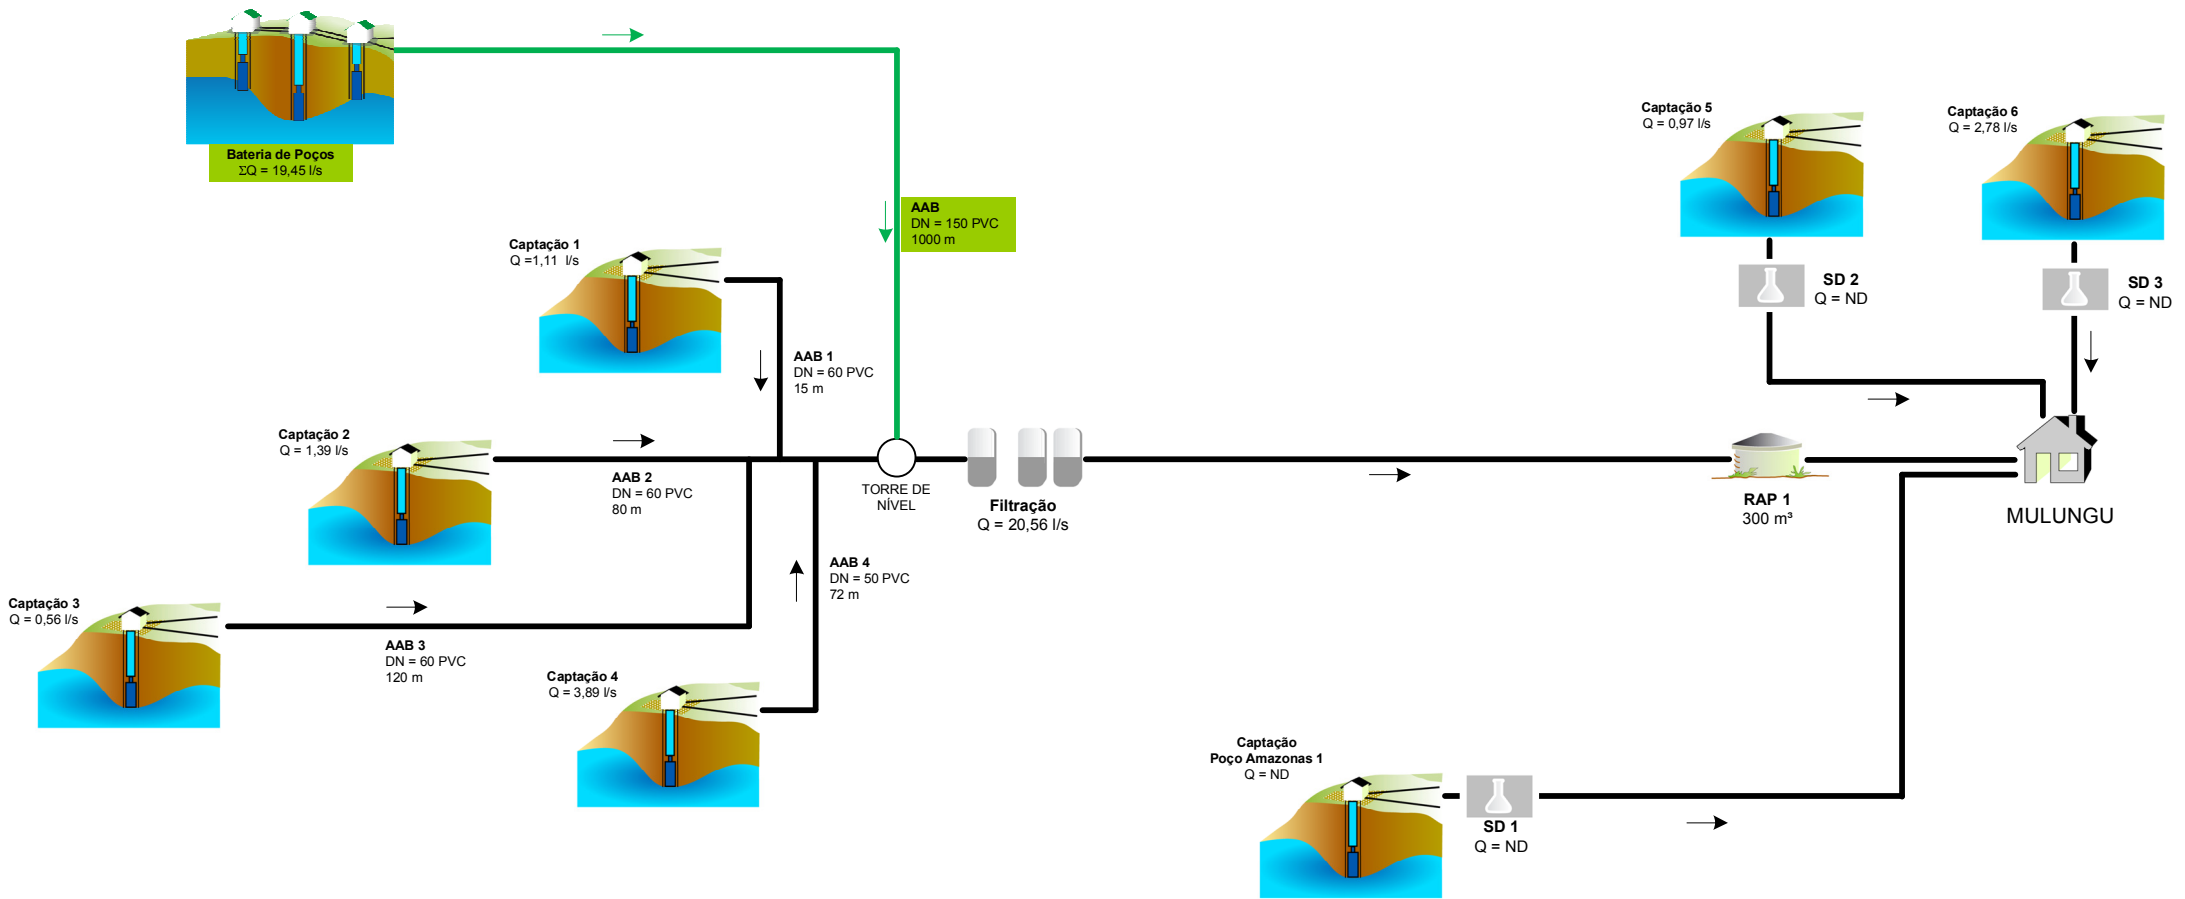 Bateria de Poços
ΣQ = 19,45 l/s
AAB
DN = 150 PVC
1000 m
Captação 1
Q =1,11 l/s
AAB 1
DN = 60 PVC
15 m
Captação 2
Q = 1,39 l/s
AAB 2
DN = 60 PVC
80 m
Captação 3
Q = 0,56 l/s
AAB 3
DN = 60 PVC
120 m
Captação 4
Q = 3,89 l/s
AAB 4
DN = 50 PVC
72 m
TORRE DE
NÍVEL
Filtração
Q = 20,56 l/s
Captação 5
Q = 0,97 l/s
SD 2
Q = ND
Captação 6
Q = 2,78 l/s
SD 3
Q = ND
RAP 1
300 m³
MULUNGU
Captação
Poço Amazonas 1
Q = ND
SD 1
Q = ND